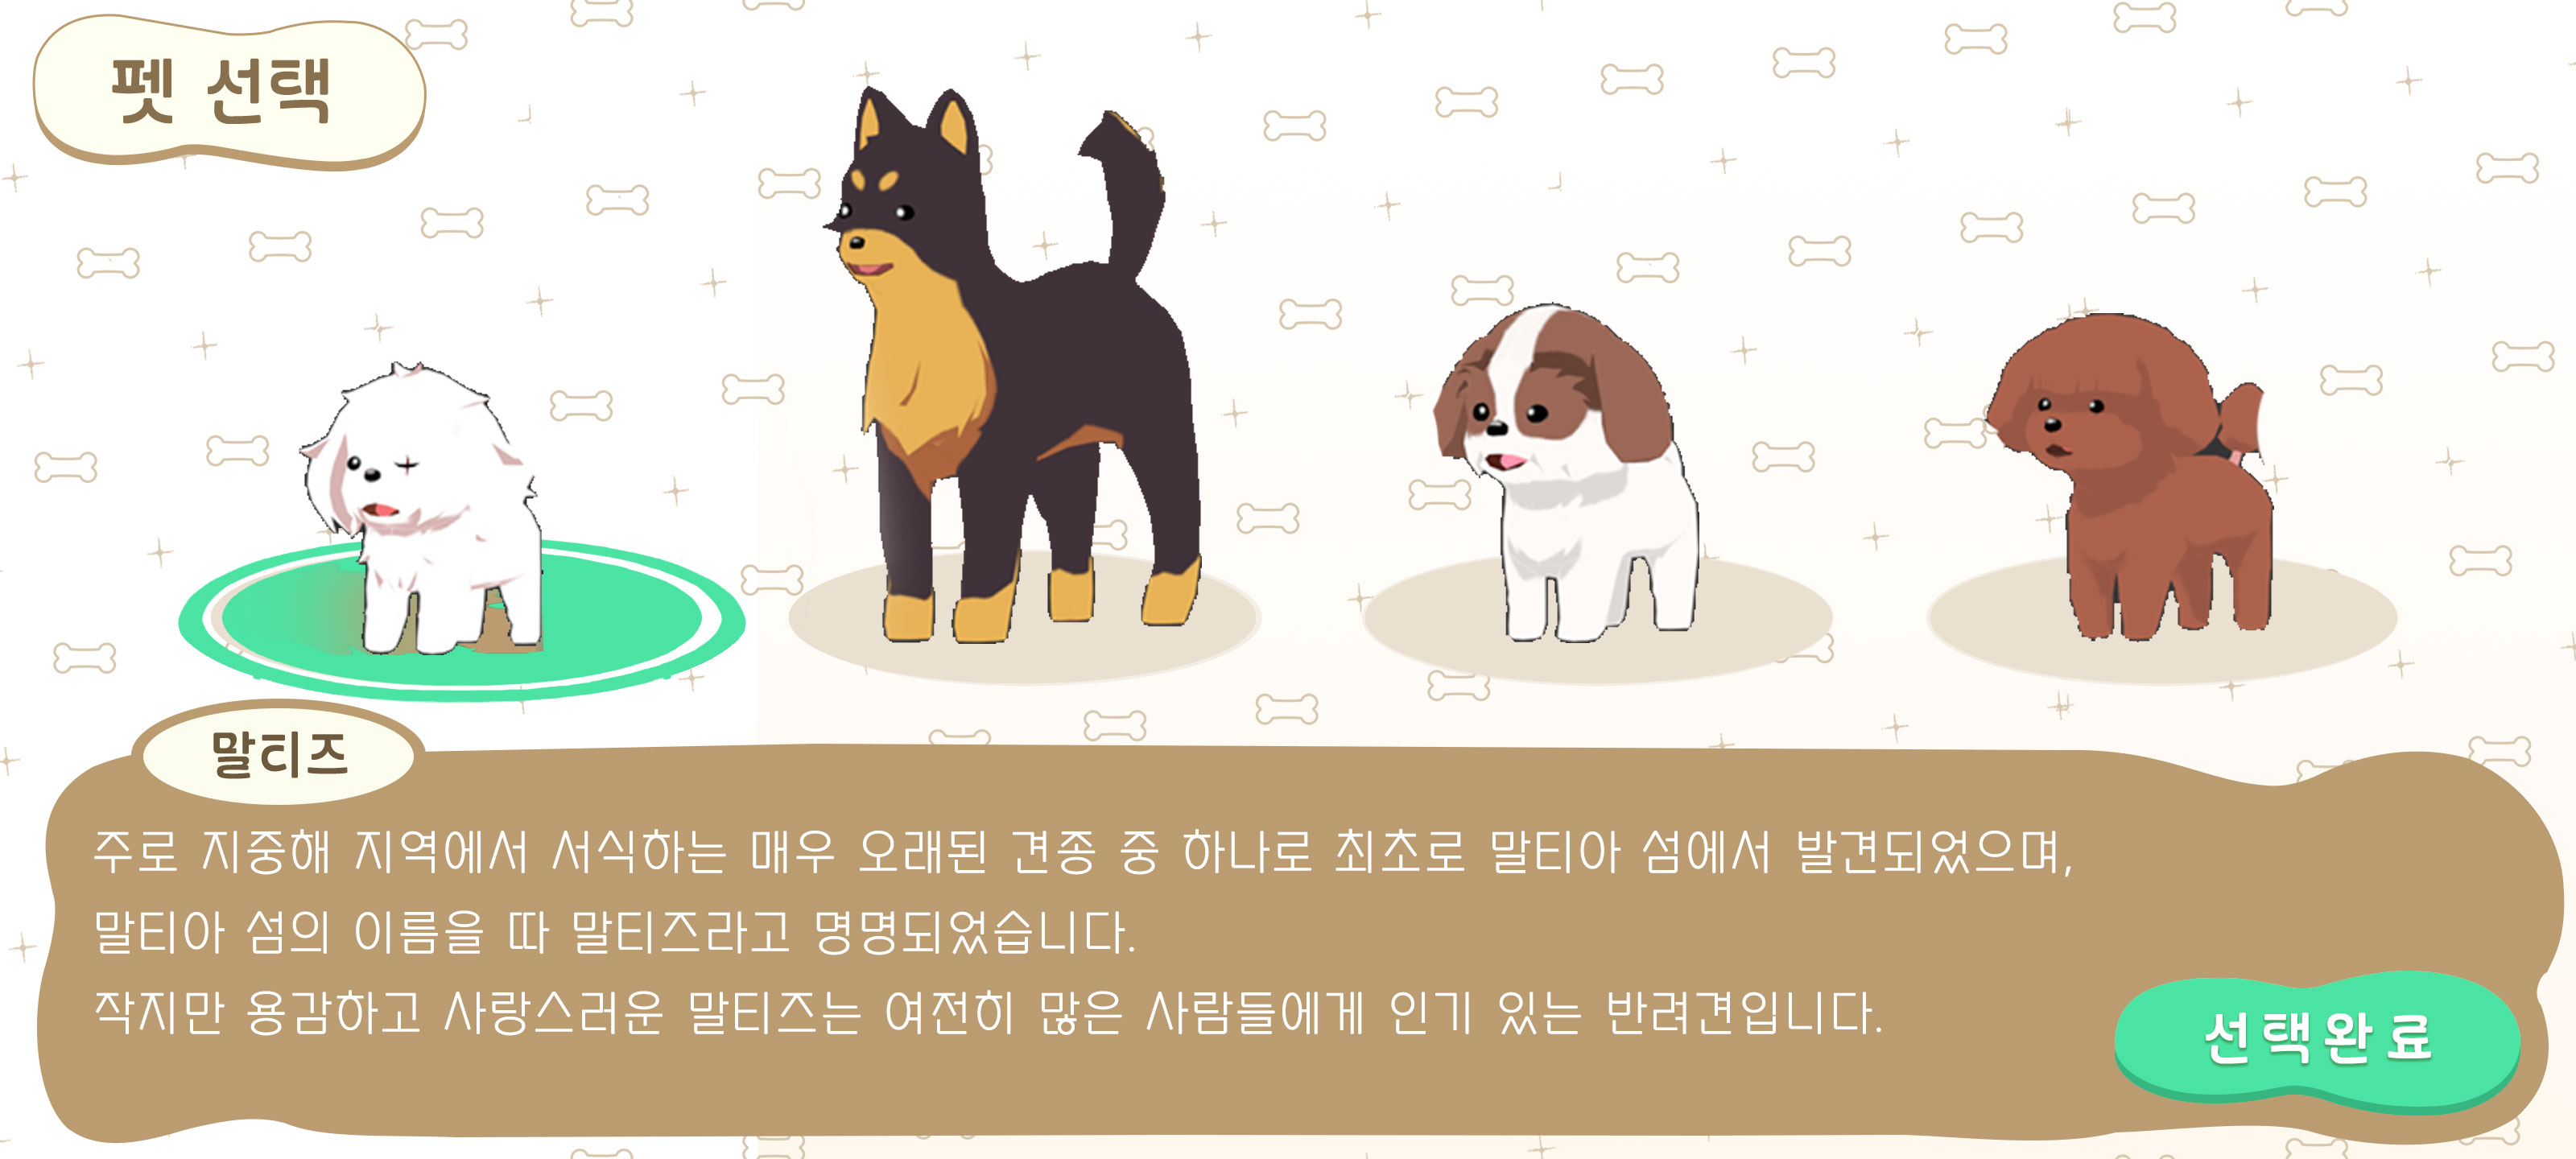 펫 선택
말티즈
주로 지중해 지역에서 서식하는 매우 오래된 견종 중 하나로 최초로 말티아 섬에서 발견되었으며,
말티아 섬의 이름을 따 말티즈라고 명명되었습니다.
작지만 용감하고 사랑스러운 말티즈는 여전히 많은 사람들에게 인기 있는 반려견입니다.
선택완료